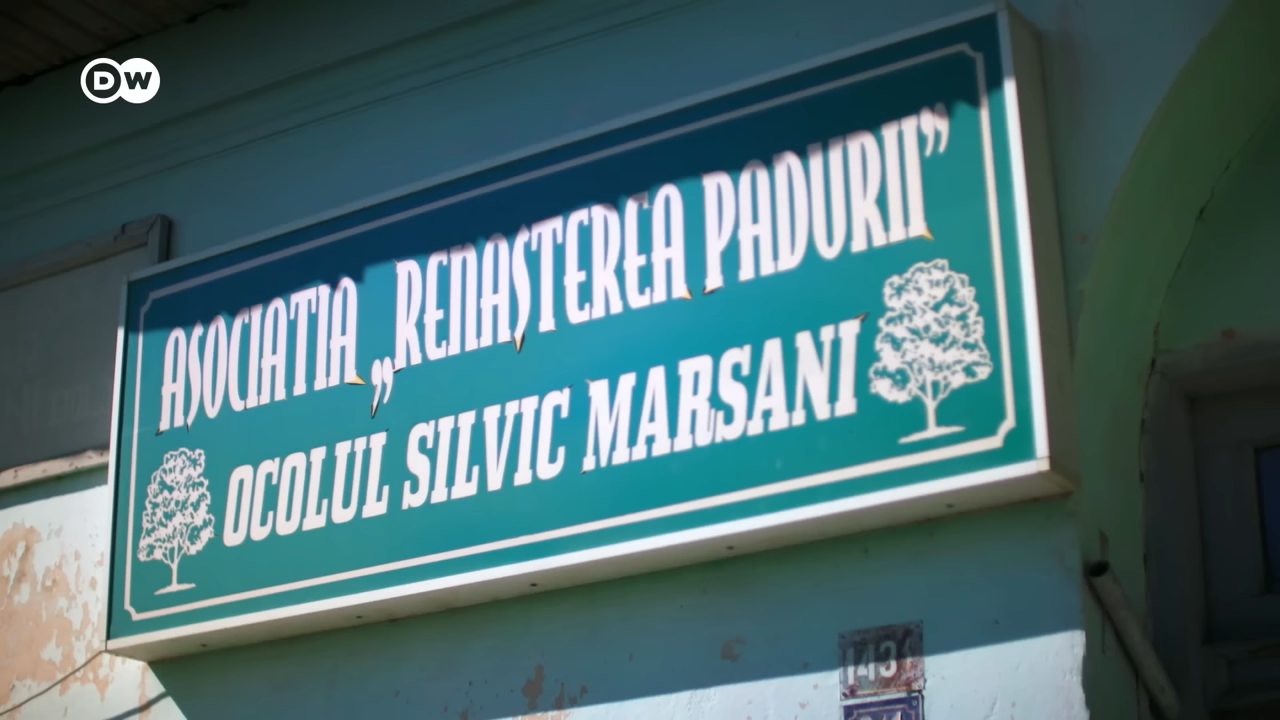 DW
ASOCIATIA „RENASTEREA PADURII”
OCOLUL SILVIC MARSANI
143